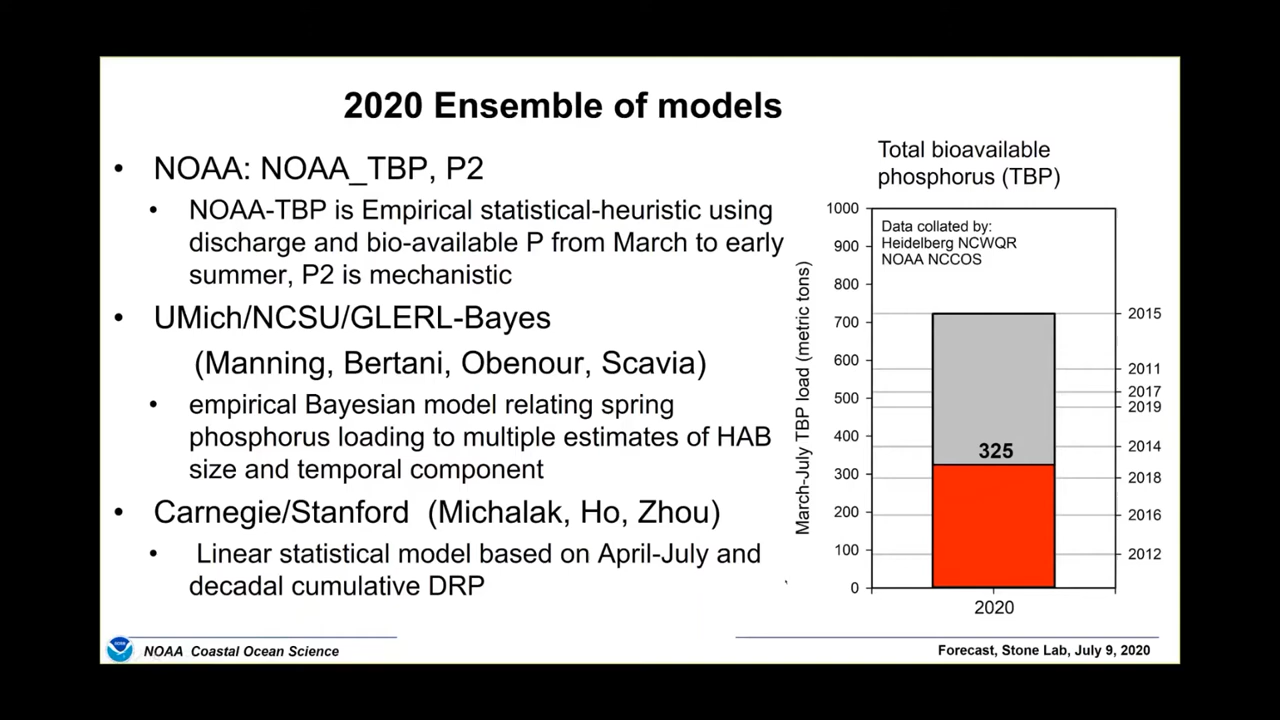 2020 Ensemble of models
• NOAA: NOAA_TBP, P2
• NOAA-TBP is Empirical statistical-heuristic using
discharge and bio-available P from March to early
summer, P2 is mechanistic
• UMich/NCSU/GLERL-Bayes
(Manning, Bertani, Obenour, Scavia)
• empirical Bayesian model relating spring
phosphorus loading to multiple estimates of HAB
size and temporal component
• Carnegie/Stanford (Michalak, Ho, Zhou)
• Linear statistical model based on April-July and
decadal cumulative DRP
Total bioavailable
phosphorus (TBP)
March-July TBP load (metric tons)
1000
900
800
700
600
500
400
300
200
100
0
Data collated by:
Heidelberg NCWQR
NOAA NCCOS
325
2015
2011
2017
2019
2014
2018
2016
2012
2020
NOAA Coastal Ocean Science
Forecast, Stone Lab, July 9, 2020